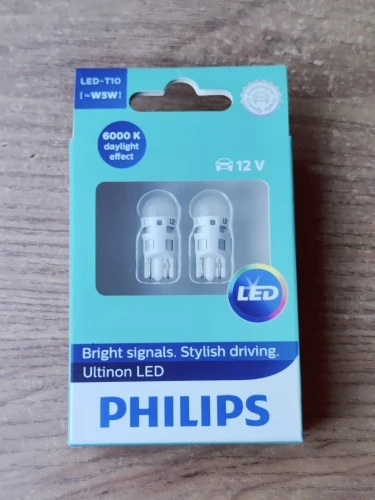 LED-T10
[~W5W]
6000 K
daylight
effect
12 V
LED
Bright signals. Stylish driving.
Ultinon LED
PHILIPS